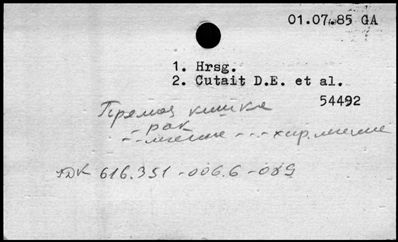 01.07.85 GA
1. Hrsg.
2. Cutait D.E. et al.
54492
Прямая кишка
-- рак
-- -- лечение -- -- хир. лечение
УДК 616.351-006.6-089